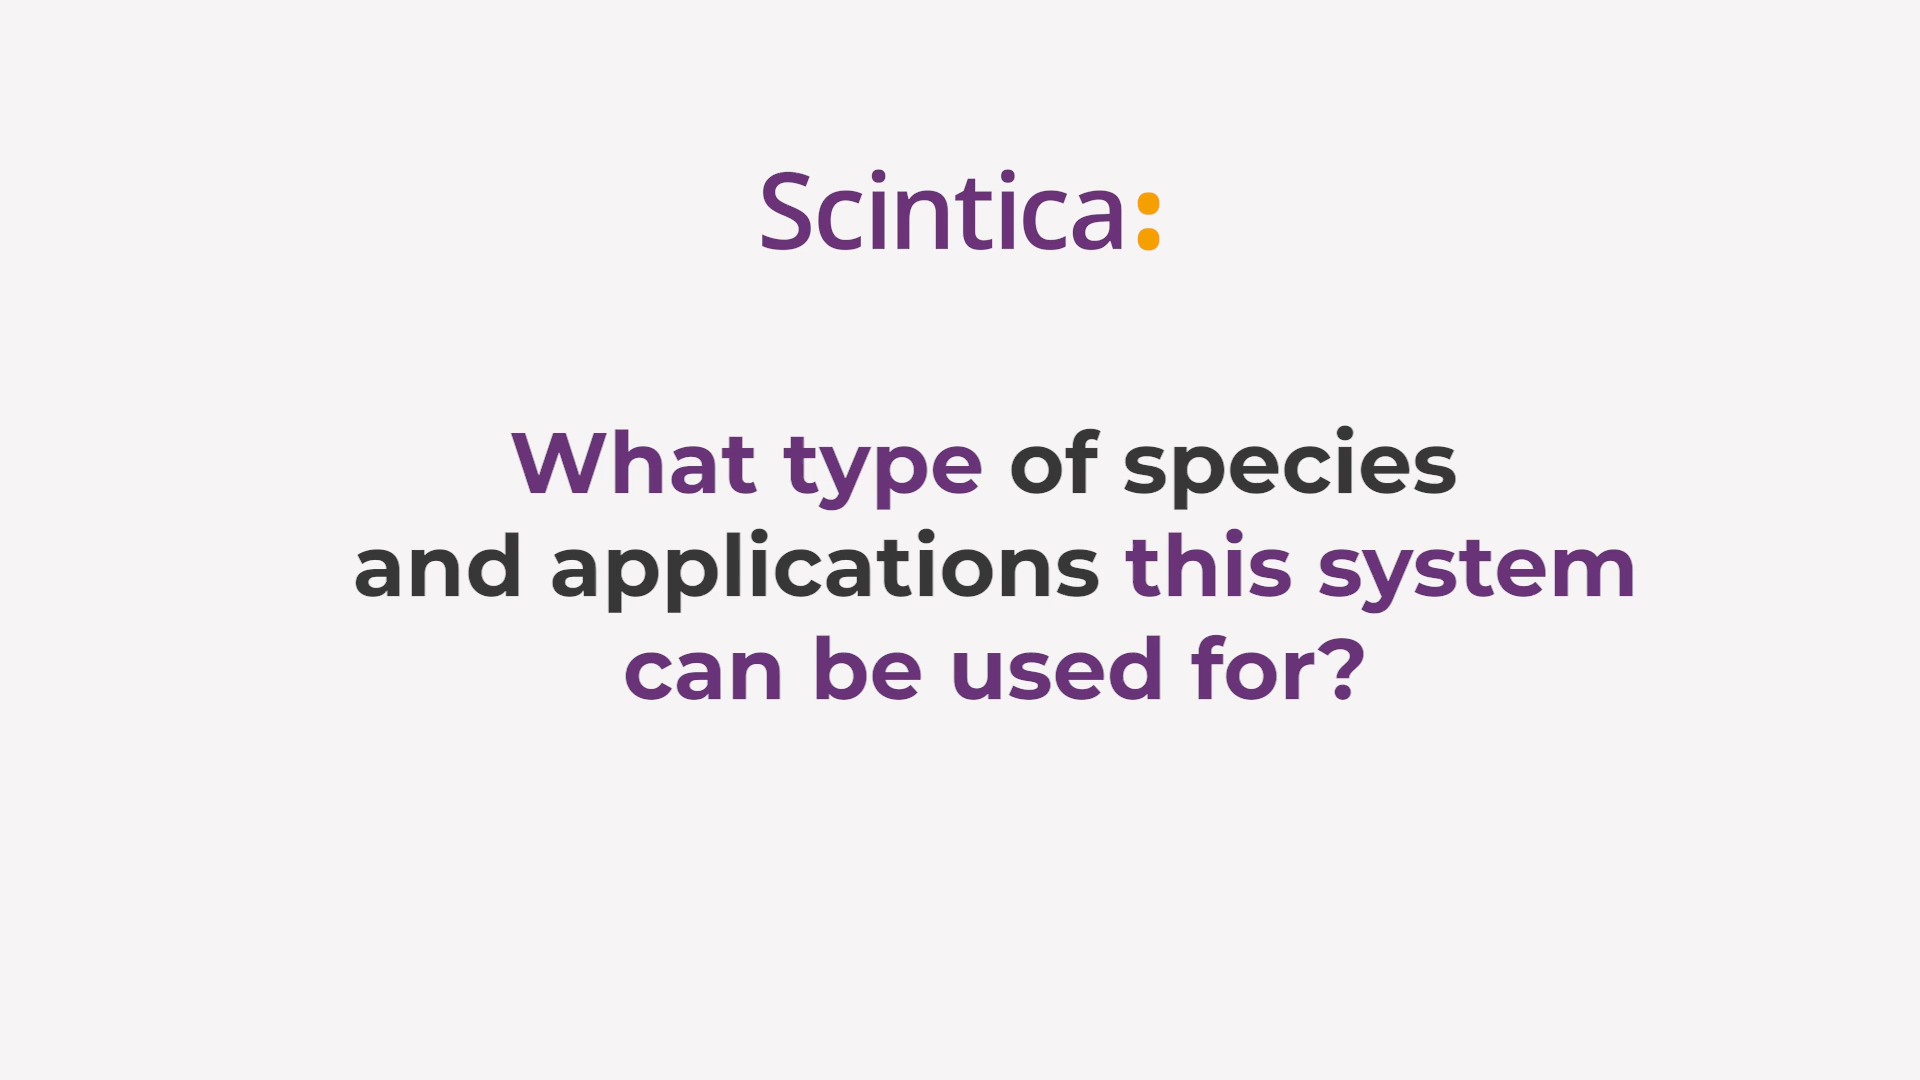 Scintica:
What type of species
and applications this system
can be used for?